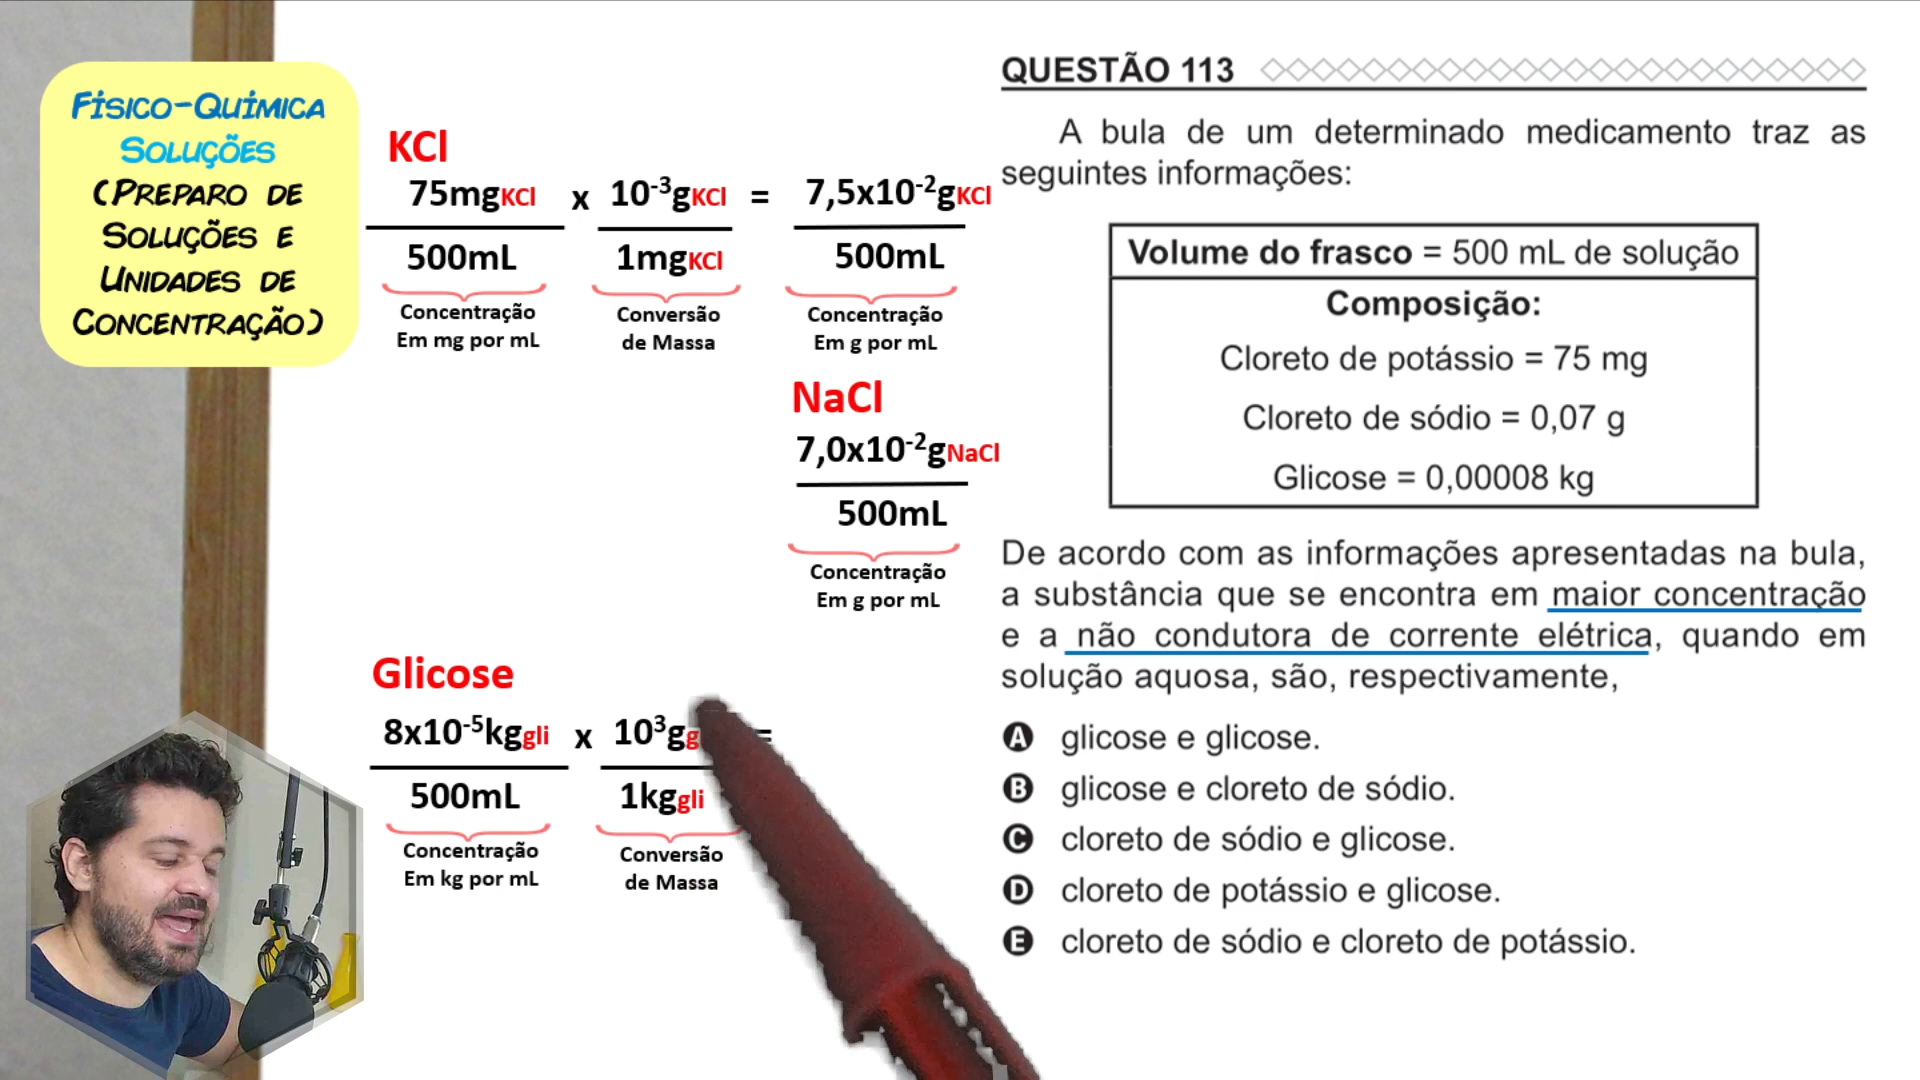 Físico-Química
Soluções
(Preparo de
Soluções e
Unidades de
Concentração)
KCl
75mgKCl x 10⁻³gKCl = 7,5x10⁻²gKCl
500mL 1mgKCl 500mL
Concentração Conversão Concentração
Em mg por mL de Massa Em g por mL
NaCl
7,0x10⁻²gNaCl
500mL
Concentração
Em g por mL
Glicose
8x10⁻⁵kggli x 10³gg =
500mL 1kggli
Concentração Conversão
Em kg por mL de Massa
QUESTÃO 113
A bula de um determinado medicamento traz as
seguintes informações:
Volume do frasco = 500 mL de solução
Composição:
Cloreto de potássio = 75 mg
Cloreto de sódio = 0,07 g
Glicose = 0,00008 kg
De acordo com as informações apresentadas na bula,
a substância que se encontra em maior concentração
e a não condutora de corrente elétrica, quando em
solução aquosa, são, respectivamente,
A glicose e glicose.
B glicose e cloreto de sódio.
C cloreto de sódio e glicose.
D cloreto de potássio e glicose.
E cloreto de sódio e cloreto de potássio.